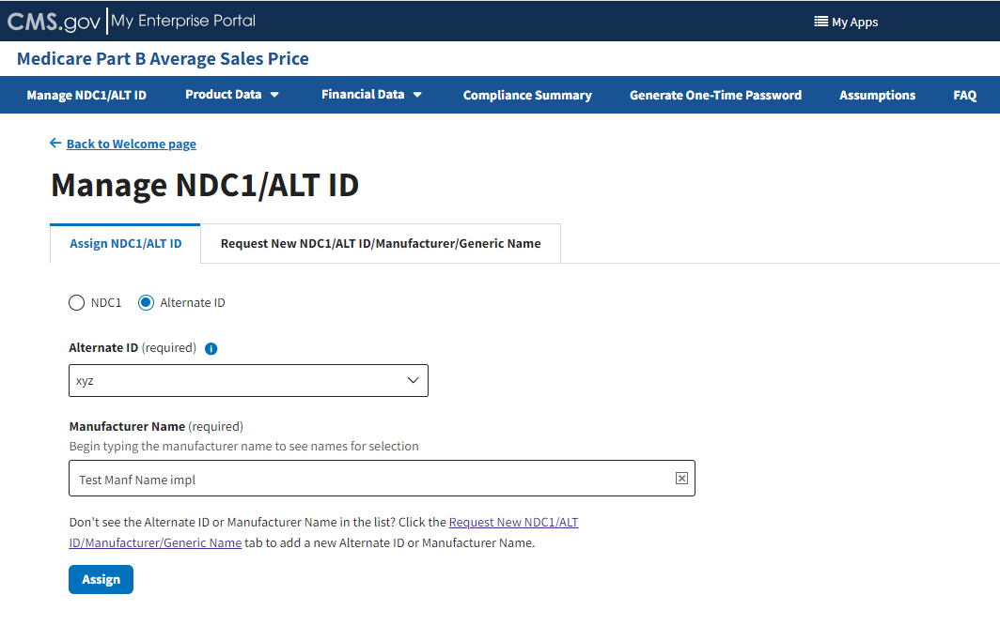 CMS.gov My Enterprise Portal My Apps
Medicare Part B Average Sales Price
Manage NDC1/ALT ID Product Data Financial Data Compliance Summary Generate One-Time Password Assumptions FAQ
Back to Welcome page
Manage NDC1/ALT ID
Assign NDC1/ALT ID Request New NDC1/ALT ID/Manufacturer/Generic Name
NDC1 Alternate ID
Alternate ID (required)
xyz
Manufacturer Name (required)
Begin typing the manufacturer name to see names for selection
Test Manf Name impl
Don't see the Alternate ID or Manufacturer Name in the list? Click the Request New NDC1/ALT
ID/Manufacturer/Generic Name tab to add a new Alternate ID or Manufacturer Name.
Assign